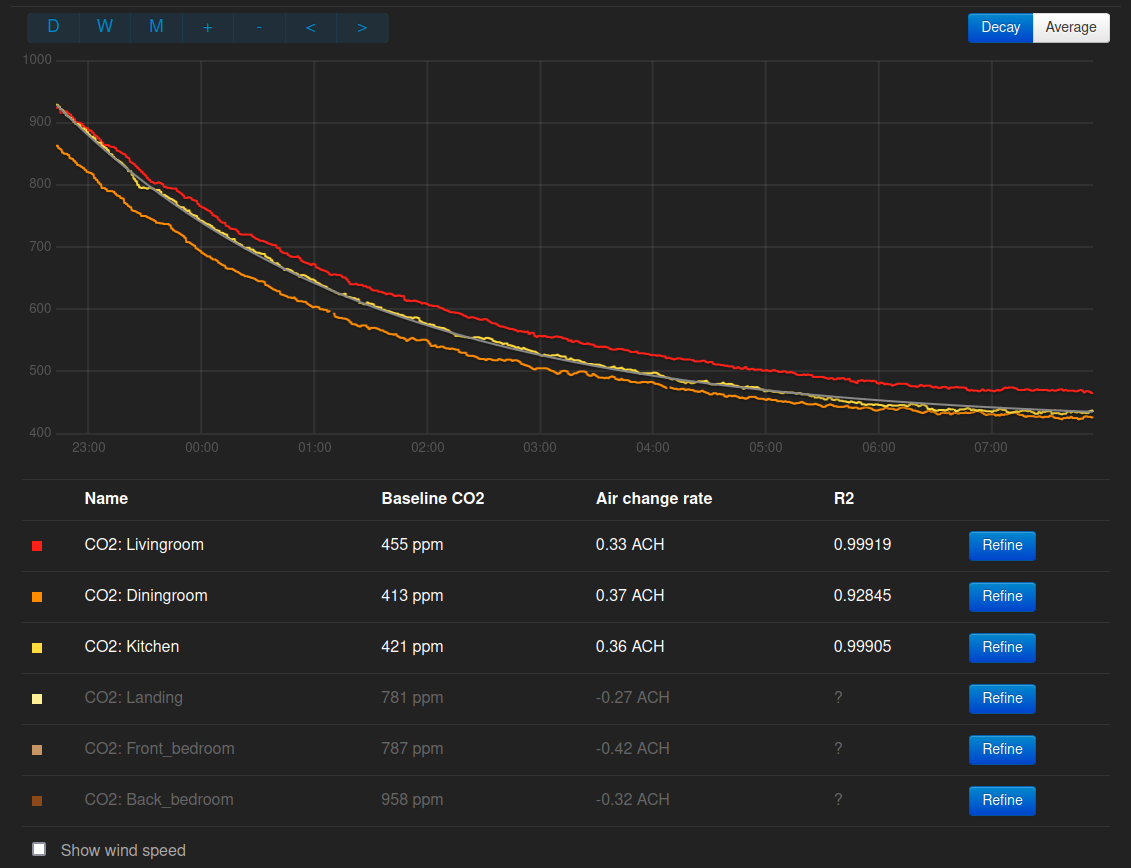 D W M + - < > Decay Average
1000
900
800
700
600
500
400
23:00 00:00 01:00 02:00 03:00 04:00 05:00 06:00 07:00
Name Baseline CO2 Air change rate R2
CO2: Livingroom 455 ppm 0.33 ACH 0.99919 Refine
CO2: Diningroom 413 ppm 0.37 ACH 0.92845 Refine
CO2: Kitchen 421 ppm 0.36 ACH 0.99905 Refine
CO2: Landing 781 ppm -0.27 ACH ? Refine
CO2: Front_bedroom 787 ppm -0.42 ACH ? Refine
CO2: Back_bedroom 958 ppm -0.32 ACH ? Refine
Show wind speed